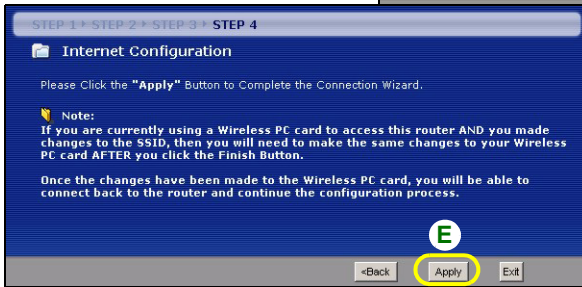 STEP 1 ▸ STEP 2 ▸ STEP 3 ▸ STEP 4
Internet Configuration
Please Click the "Apply" Button to Complete the Connection Wizard.
Note:
If you are currently using a Wireless PC card to access this router AND you made
changes to the SSID, then you will need to make the same changes to your Wireless
PC card AFTER you click the Finish Button.
Once the changes have been made to the Wireless PC card, you will be able to
connect back to the router and continue the configuration process.
E
<Back Apply Exit